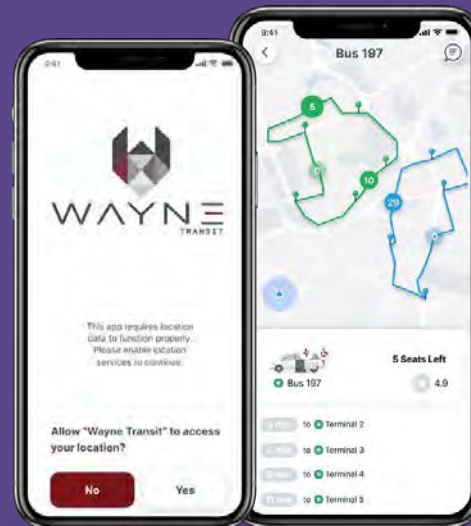 9:41
WAYNE
TRANSIT
This app requires location
data to function properly.
Please enable location
services to continue.
Allow "Wayne Transit" to access
your location?
No
Yes
9:41
Bus 197
5
10
29
5 Seats Left
Bus 197
4.9
to Terminal 2
to Terminal 3
to Terminal 4
to Terminal 5